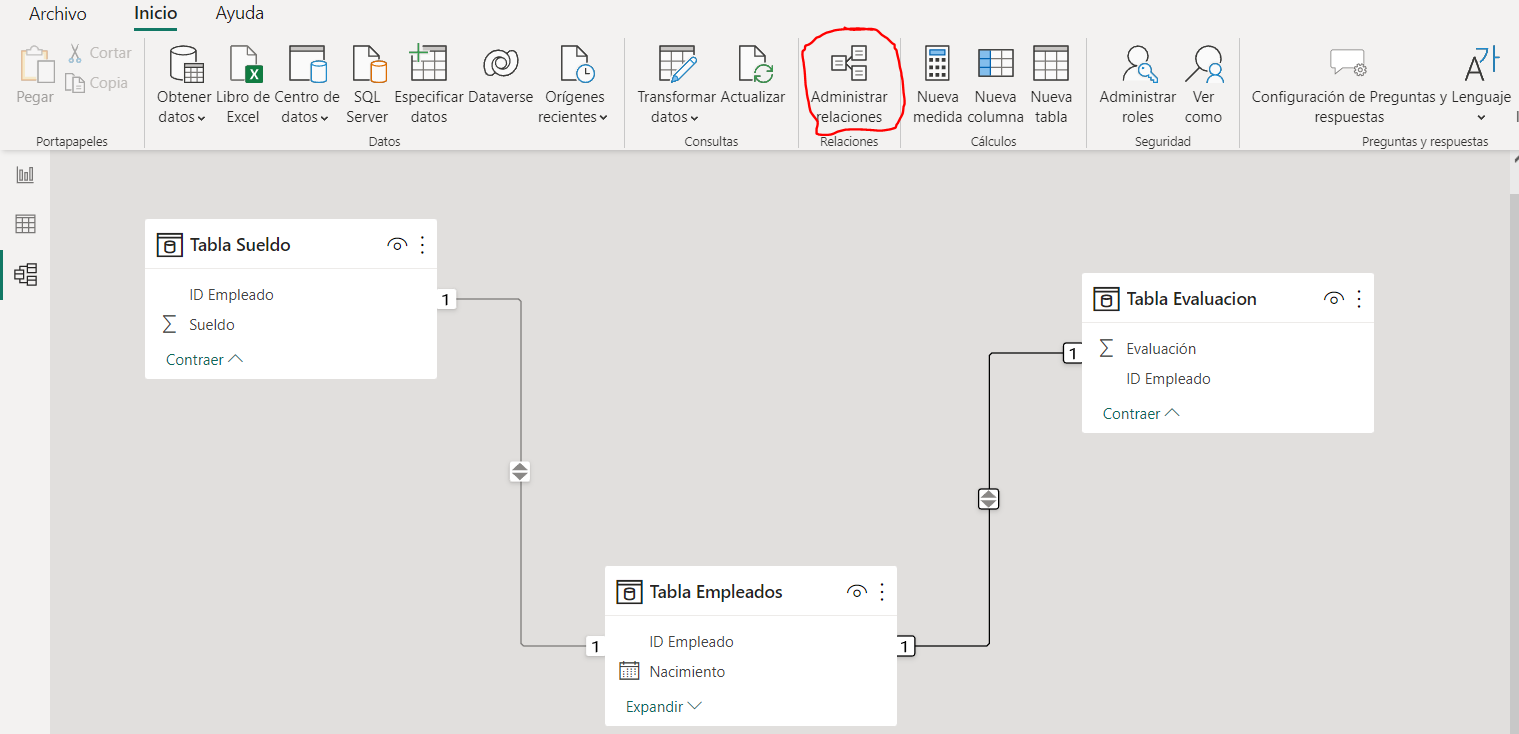 Archivo Inicio Ayuda
Pegar
Cortar
Copia
Portapapeles
Obtener datos
Libro de Excel
Centro de datos
SQL Server
Especificar datos
Dataverse
Orígenes recientes
Datos
Transformar datos
Actualizar
Consultas
Administrar relaciones
Relaciones
Nueva medida
Nueva columna
Nueva tabla
Cálculos
Administrar roles
Ver como
Seguridad
Configuración de Preguntas y respuestas
Lenguaje
Preguntas y respuestas
Tabla Sueldo
ID Empleado
Sueldo
Contraer
1
1
Tabla Evaluacion
Evaluación
ID Empleado
Contraer
1
1
Tabla Empleados
ID Empleado
Nacimiento
Expandir